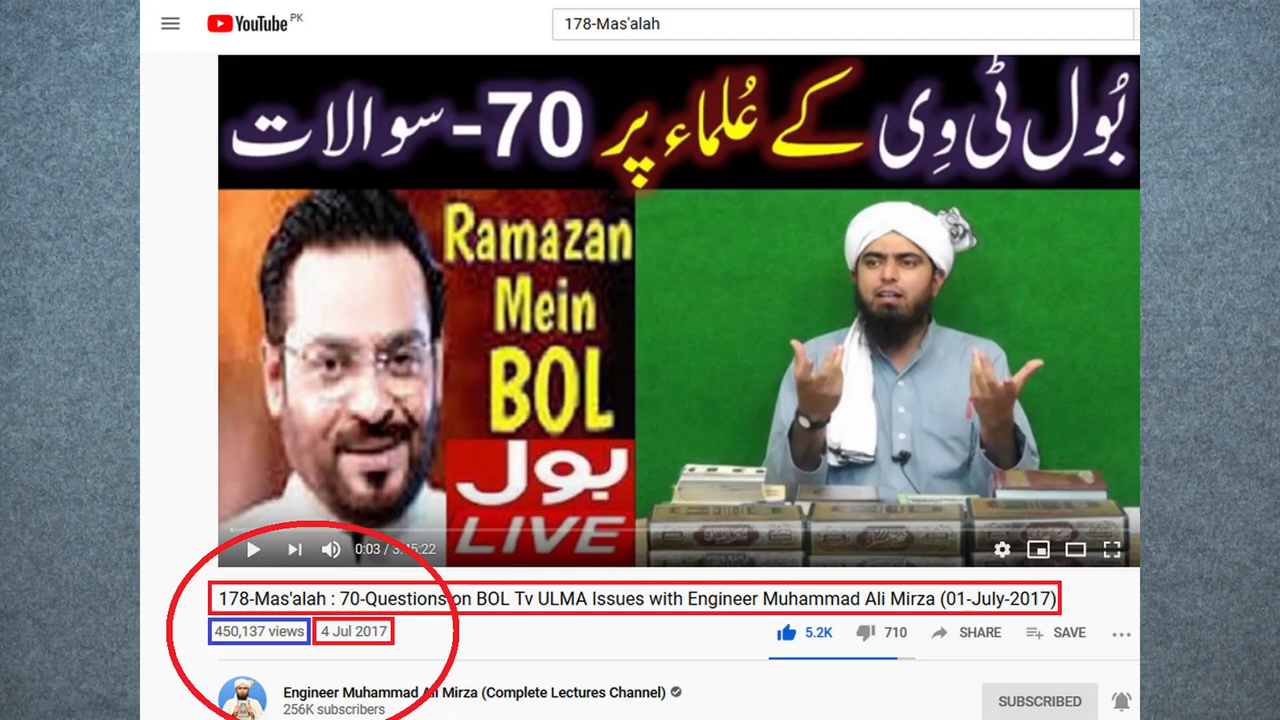 YouTube PK
178-Mas'alah
بُول ٹی وِی کے عُلماء پر 70-سوالات
Ramazan
Mein
BOL
بول
LIVE
0:03 / 3:45:22
178-Mas'alah : 70-Questions on BOL Tv ULMA Issues with Engineer Muhammad Ali Mirza (01-July-2017)
450,137 views 4 Jul 2017
5.2K 710 SHARE SAVE
Engineer Muhammad Ali Mirza (Complete Lectures Channel)
256K subscribers
SUBSCRIBED